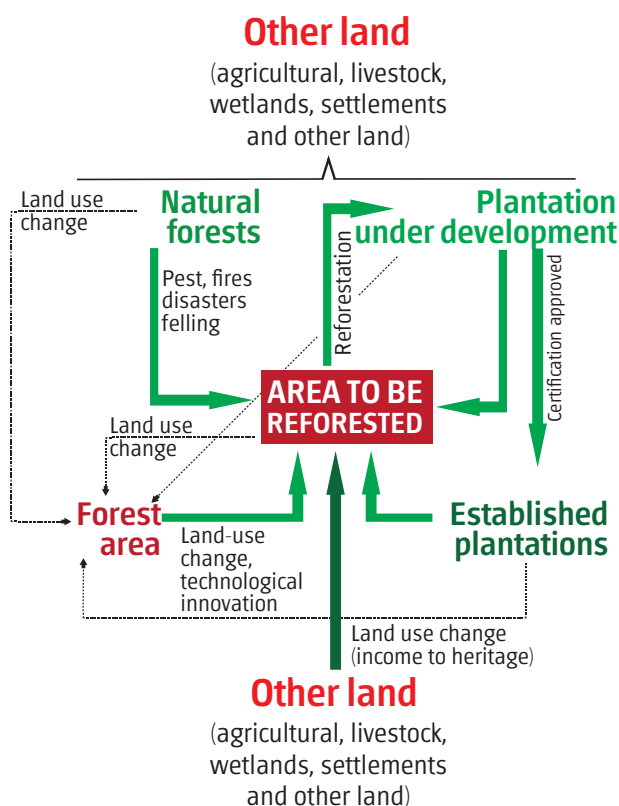 Other land
(agricultural, livestock,
wetlands, settlements
and other land)
Land use
change
Natural
forests
Plantation
under development
Pest, fires
disasters
felling
Reforestation
Certification approved
AREA TO BE
REFORESTED
Land use
change
Forest
area
Land-use
change,
technological
innovation
Established
plantations
Land use change
(income to heritage)
Other land
(agricultural, livestock,
wetlands, settlements
and other land)